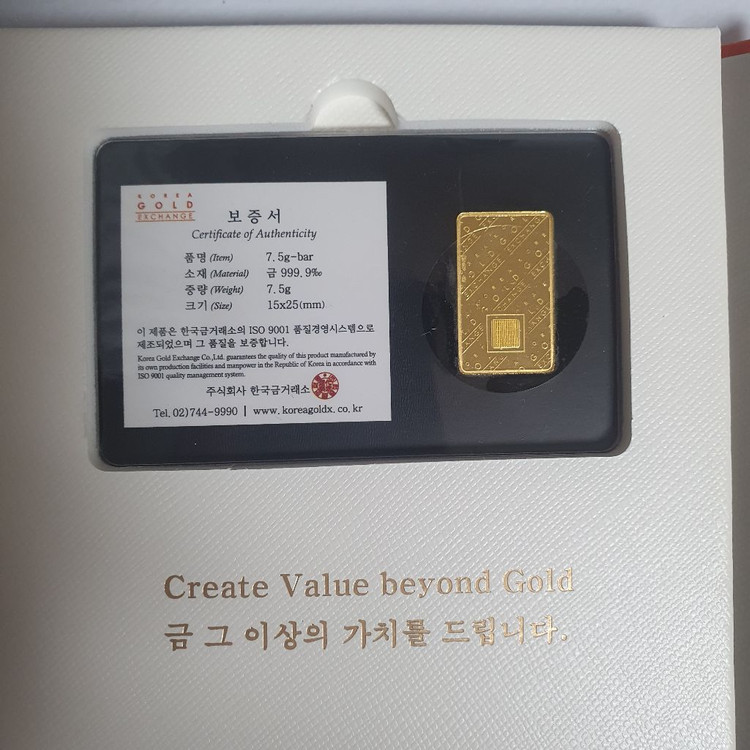 KOREA
GOLD
EXCHANGE
보증서
Certificate of Authenticity
품명 (Item) 7.5g-bar
소재 (Material) 금 999.9‰
중량 (Weight) 7.5g
크기 (Size) 15x25(mm)
이 제품은 한국금거래소의 ISO 9001 품질경영시스템으로
제조되었으며 그 품질을 보증합니다.
Korea Gold Exchange Co.,Ltd. guarantees the quality of this product manufactured by
its own production facilities and manpower in the Republic of Korea in accordance with
ISO 9001 quality management system.
주식회사 한국금거래소
Tel. 02)744-9990 | www.koreagoldx.co.kr
Create Value beyond Gold
금 그 이상의 가치를 드립니다.